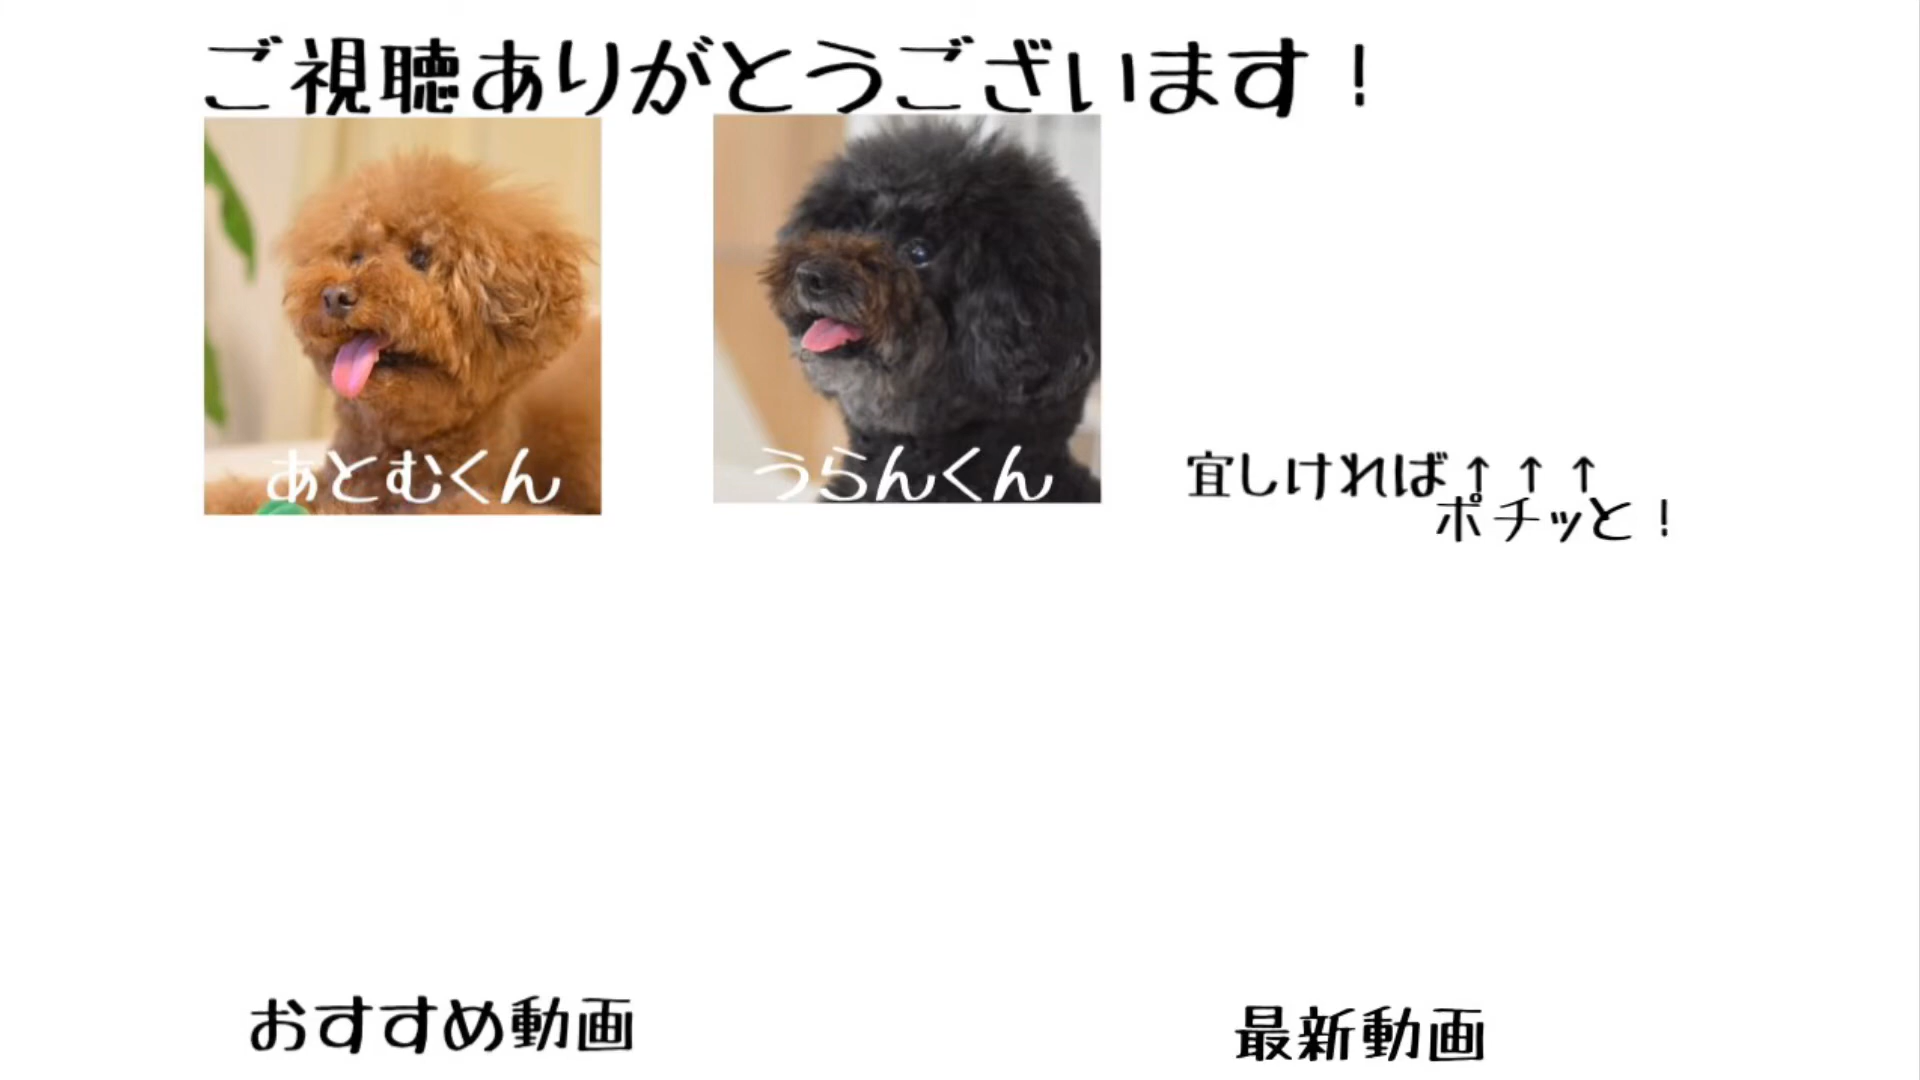 ご視聴ありがとうございます！
あとむくん
うらんくん
宜しければ↑↑↑
ポチッと！
おすすめ動画
最新動画